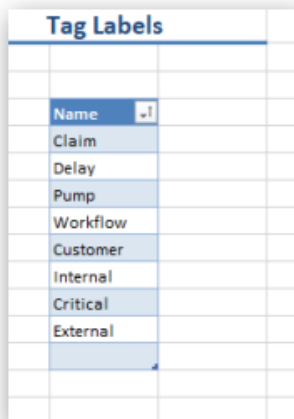 Tag Labels
Name
Claim
Delay
Pump
Workflow
Customer
Internal
Critical
External